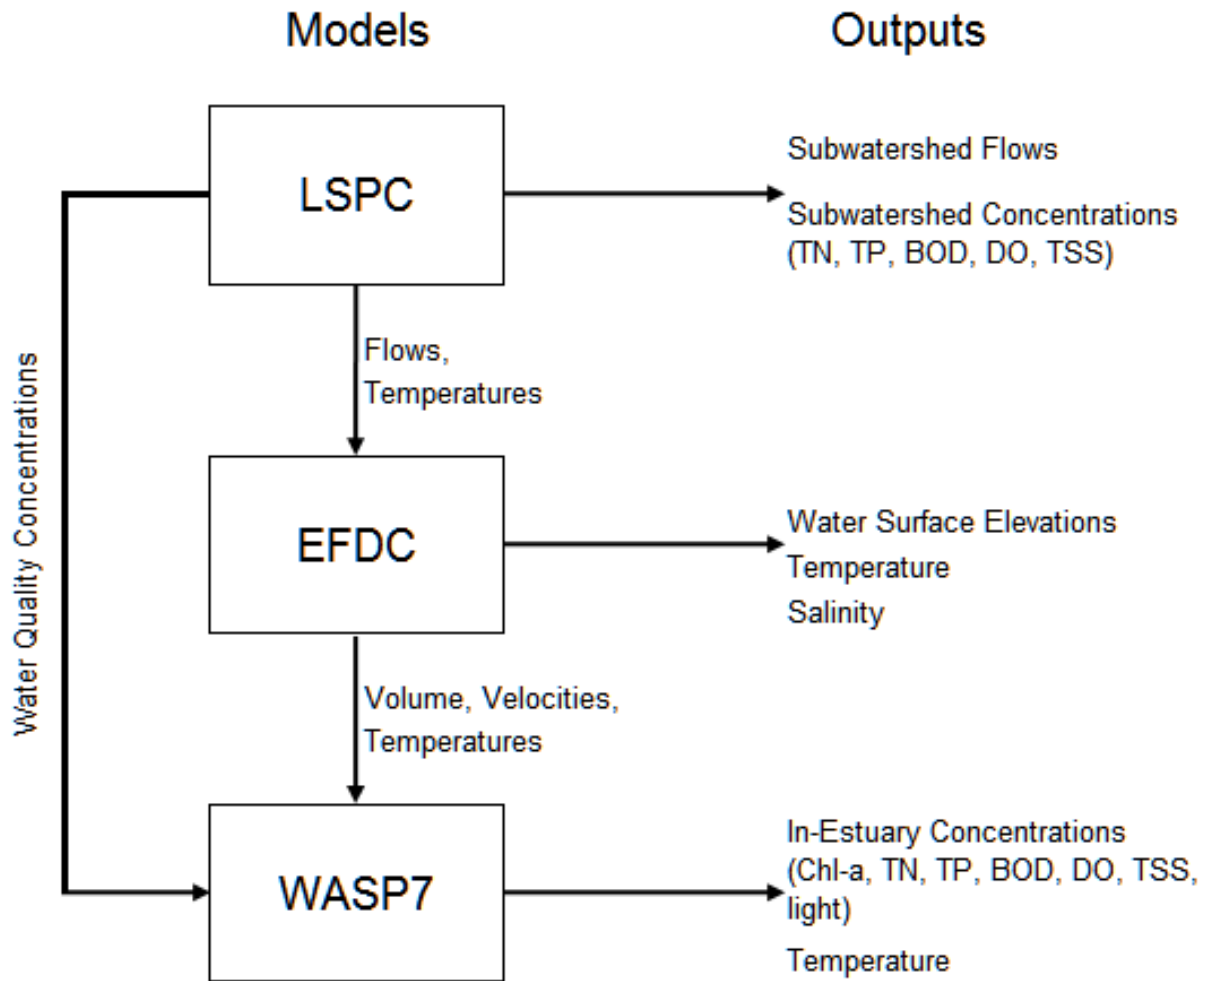 Models
Outputs
LSPC
Subwatershed Flows
Subwatershed Concentrations
(TN, TP, BOD, DO, TSS)
Flows,
Temperatures
Water Quality Concentrations
EFDC
Water Surface Elevations
Temperature
Salinity
Volume, Velocities,
Temperatures
WASP7
In-Estuary Concentrations
(Chl-a, TN, TP, BOD, DO, TSS,
light)
Temperature